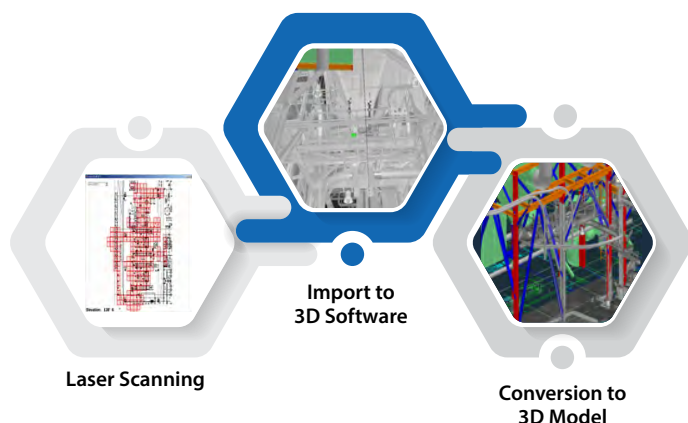 Laser Scanning
Import to
3D Software
Conversion to
3D Model